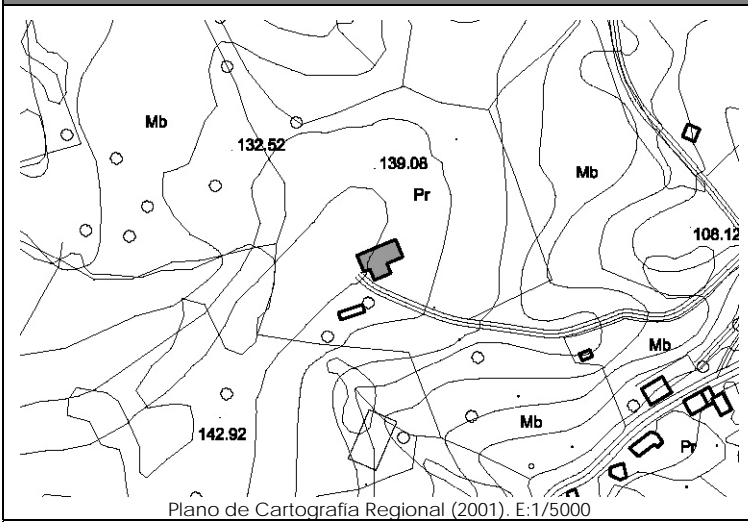 Mb
132.52
139.08
Pr
Mb
108.12
Mb
142.92
Mb
Pr
Plano de Cartografía Regional (2001). E:1/5000